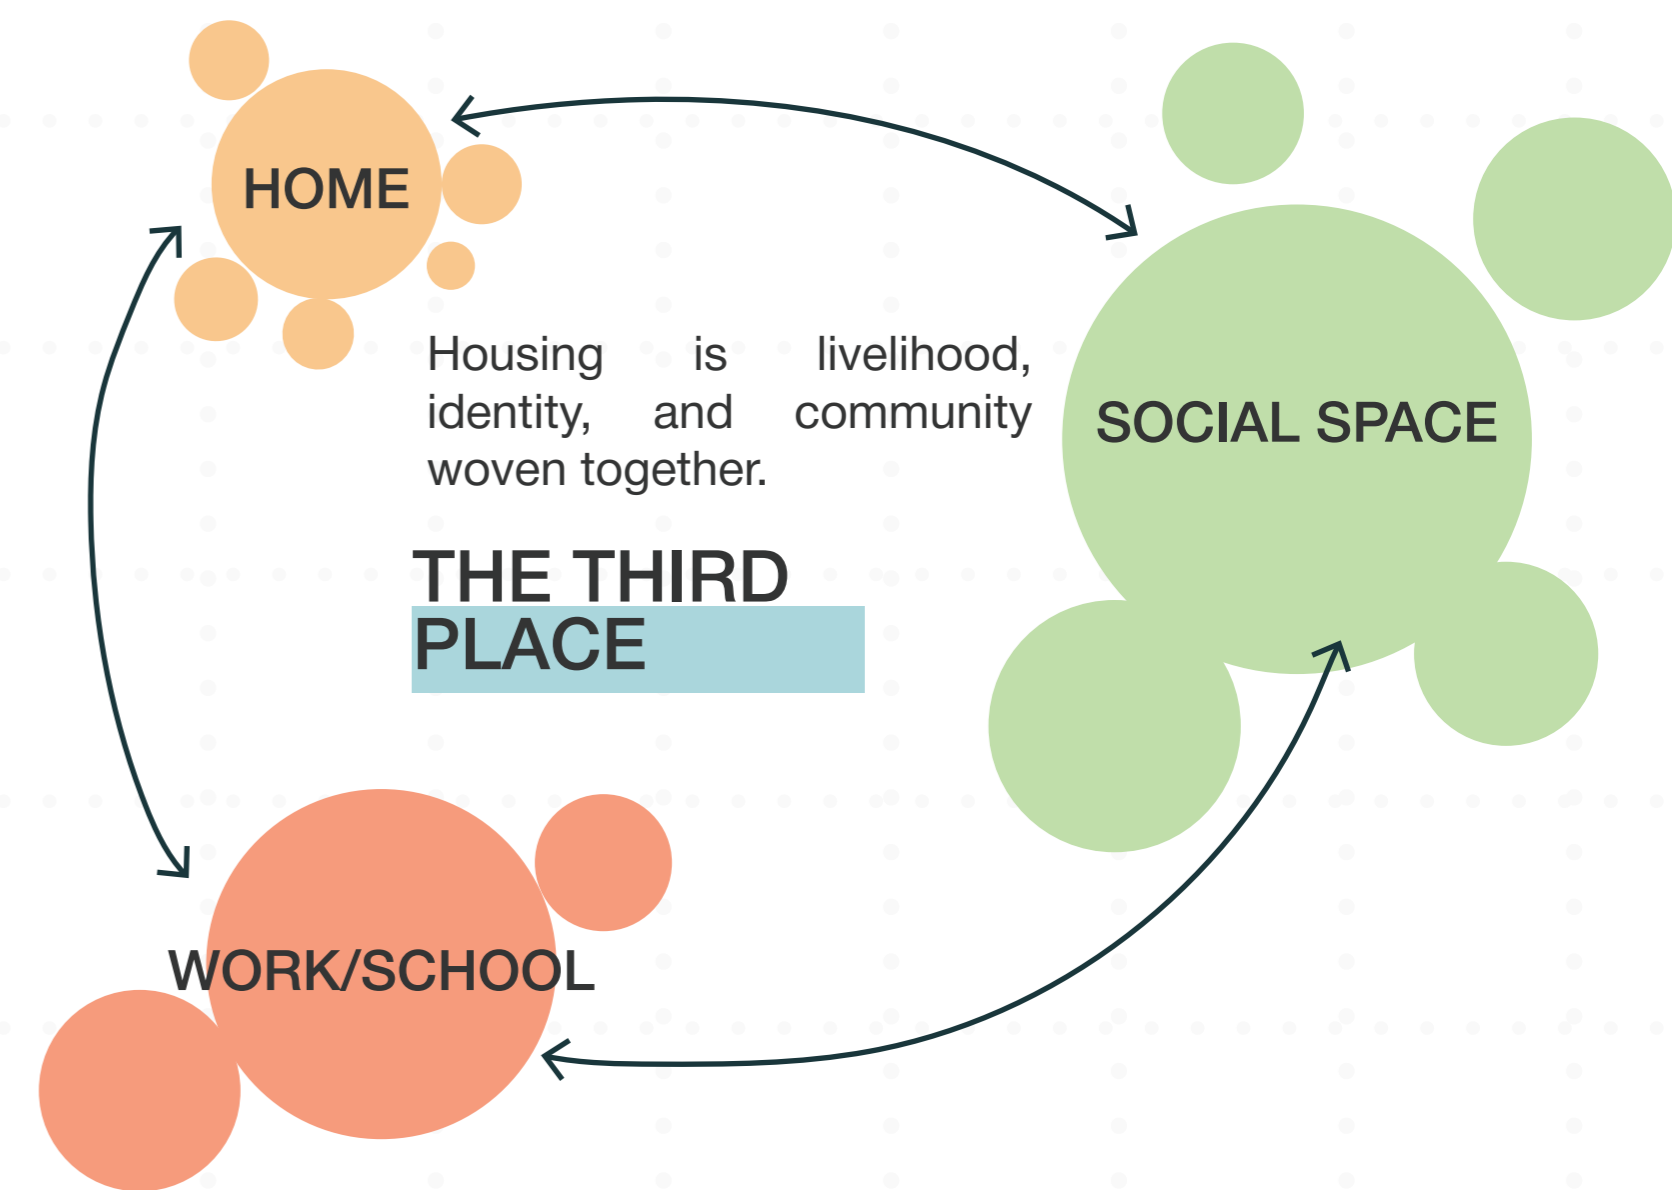 HOME
Housing is livelihood,
identity, and community
woven together.
SOCIAL SPACE
THE THIRD
PLACE
WORK/SCHOOL